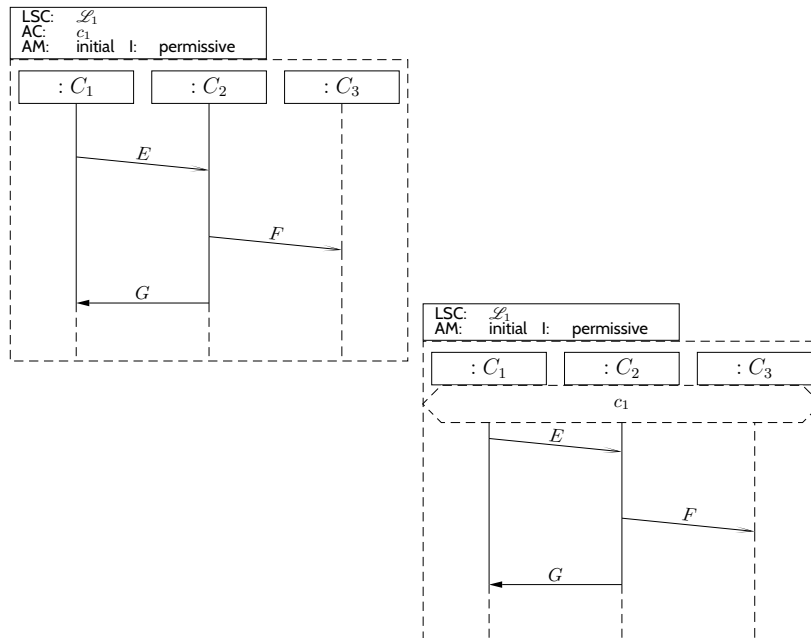 LSC: ℒ₁
AC: c₁
AM: initial I: permissive
: C₁ : C₂ : C₃
E
F
G
LSC: ℒ₁
AM: initial I: permissive
: C₁ : C₂ : C₃
c₁
E
F
G